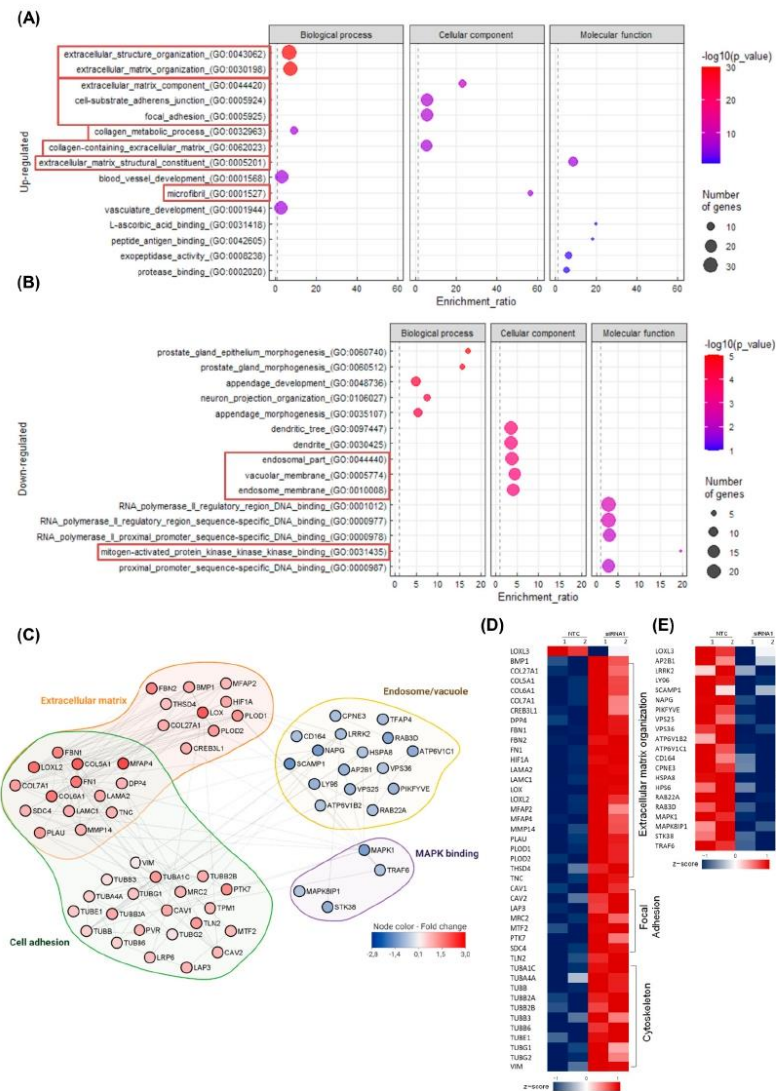 (A)
Biological process
Cellular component
Molecular function
extracellular_structure_organization_(GO:0043062)
extracellular_matrix_organization_(GO:0030198)
extracellular_matrix_component_(GO:0044420)
cell-substrate_adherens_junction_(GO:0005924)
focal_adhesion_(GO:0005925)
collagen_metabolic_process_(GO:0032963)
collagen-containing_extracellular_matrix_(GO:0062023)
extracellular_matrix_structural_constituent_(GO:0005201)
blood_vessel_development_(GO:0001568)
microfibril_(GO:0001527)
vasculature_development_(GO:0001944)
L-ascorbic_acid_binding_(GO:0031418)
peptide_antigen_binding_(GO:0042605)
exopeptidase_activity_(GO:0008238)
protease_binding_(GO:0002020)
Up-regulated
0 20 40 60 0 20 40 60 0 20 40 60
Enrichment_ratio
-log10(p_value)
30
20
10
Number
of genes
10
20
30
(B)
Biological process
Cellular component
Molecular function
prostate_gland_epithelium_morphogenesis_(GO:0060740)
prostate_gland_morphogenesis_(GO:0060512)
appendage_development_(GO:0048736)
neuron_projection_organization_(GO:0106027)
appendage_morphogenesis_(GO:0035107)
dendritic_tree_(GO:0097447)
dendrite_(GO:0030425)
endosomal_part_(GO:0044440)
vacuolar_membrane_(GO:0005774)
endosome_membrane_(GO:0010008)
RNA_polymerase_II_regulatory_region_DNA_binding_(GO:0001012)
RNA_polymerase_II_regulatory_region_sequence-specific_DNA_binding_(GO:0000977)
RNA_polymerase_II_proximal_promoter_sequence-specific_DNA_binding_(GO:0000978)
mitogen-activated_protein_kinase_kinase_kinase_binding_(GO:0031435)
proximal_promoter_sequence-specific_DNA_binding_(GO:0000987)
Down-regulated
0 5 10 15 20 0 5 10 15 20 0 5 10 15 20
Enrichment_ratio
-log10(p_value)
5
4
3
2
1
Number
of genes
5
10
15
20
(C)
Extracellular matrix
FBN2
BMP1
MFAP2
THSD4
LOX
HIF1A
COL27A1
PLOD1
PLOD2
CREB3L1
FBN1
LOXL2
COL5A1
MFAP4
COL7A1
FN1
DPP4
COL6A1
LAMA2
SDC4
LAMC1
TNC
PLAU
MMP14
Cell adhesion
VIM
TUBB3
TUBA1C
TUBB2B
TUBA4A
TUBG1
MRC2
PTK7
TUBE1
TUBB2A
CAV1
TPM1
TUBB
PVR
TLN2
MTF2
TUBB6
TUBG2
LRP6
CAV2
LAP3
Endosome/vacuole
CPNE3
TFAP4
CD164
LRRK2
RAB3D
NAPG
HSPA8
ATP6V1C1
SCAMP1
AP2B1
VPS36
LY96
VPS25
PIKFYVE
ATP6V1B2
RAB22A
MAPK binding
MAPK1
TRAF6
MAPKBIP1
STK38
Node color - Fold change
-2,8 -1,4 0,1 1,5 3,0
(D)
NTC siRNA1
1 2 1 2
LOXL3
BMP1
COL27A1
COL5A1
COL6A1
COL7A1
CREB3L1
DPP4
FBN1
FBN2
FN1
HIF1A
LAMA2
LAMC1
LOX
LOXL2
MFAP2
MFAP4
MMP14
PLAU
PLOD1
PLOD2
THSD4
TNC
CAV1
CAV2
LAP3
MRC2
MTF2
PTK7
SDC4
TLN2
TUBA1C
TUBA4A
TUBB
TUBB2A
TUBB2B
TUBB3
TUBB6
TUBE1
TUBG1
TUBG2
VIM
Extracellular matrix organization
Focal
Adhesion
Cytoskeleton
z-score
-1 0 1
(E)
NTC siRNA1
1 2 1 2
LOXL3
AP2B1
LRRK2
LY96
SCAMP1
NAPG
PIKFYVE
VPS25
VPS36
ATP6V1B2
ATP6V1C1
CD164
CPNE3
HSPA8
HPS6
RAB22A
RAB3D
MAPK1
MAPKBIP1
STK38
TRAF6
z-score
-1 0 1